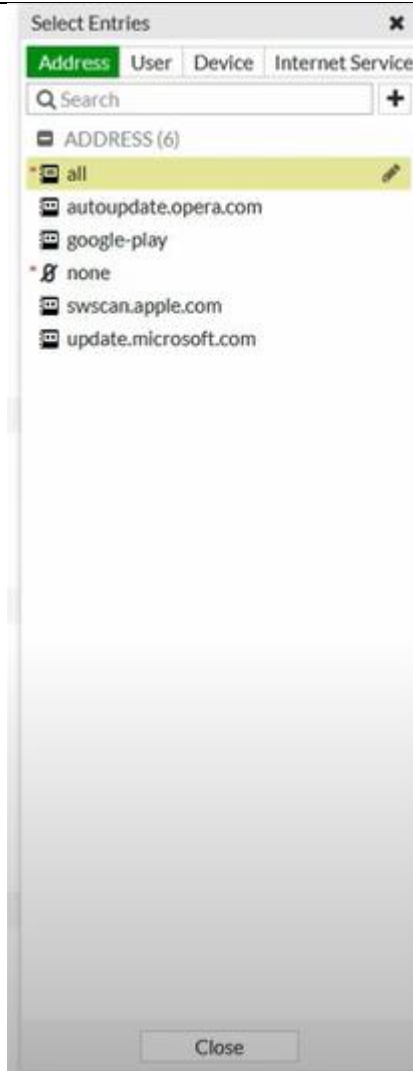 Select Entries
Address User Device Internet Service
Search
ADDRESS (6)
all
autoupdate.opera.com
google-play
none
swscan.apple.com
update.microsoft.com
Close